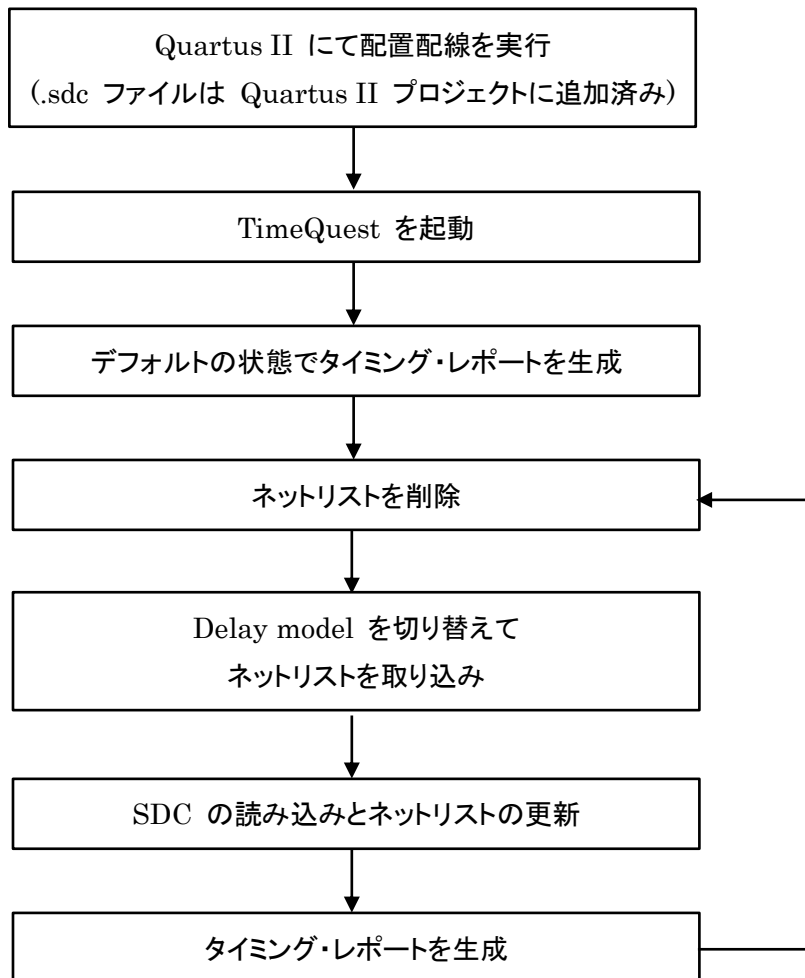 Quartus II にて配置配線を実行
(.sdc ファイルは Quartus II プロジェクトに追加済み)
TimeQuest を起動
デフォルトの状態でタイミング・レポートを生成
ネットリストを削除
Delay model を切り替えて
ネットリストを取り込み
SDC の読み込みとネットリストの更新
タイミング・レポートを生成